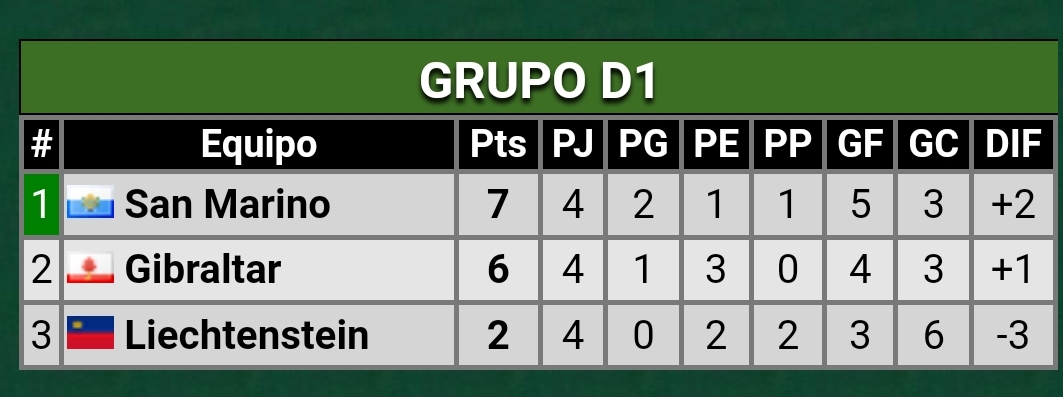 GRUPO D1
# Equipo Pts PJ PG PE PP GF GC DIF
1 San Marino 7 4 2 1 1 5 3 +2
2 Gibraltar 6 4 1 3 0 4 3 +1
3 Liechtenstein 2 4 0 2 2 3 6 -3